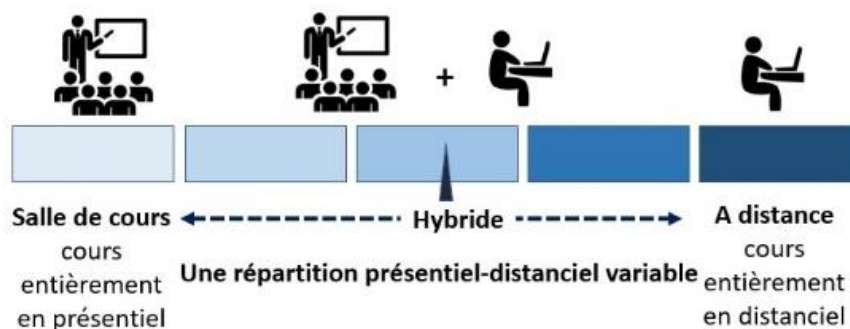 +
Salle de cours
cours
entièrement
en présentiel
Hybride
Une répartition présentiel-distanciel variable
A distance
cours
entièrement
en distanciel